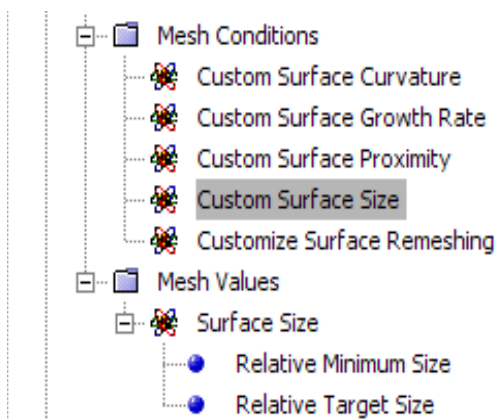 Mesh Conditions
Custom Surface Curvature
Custom Surface Growth Rate
Custom Surface Proximity
Custom Surface Size
Customize Surface Remeshing
Mesh Values
Surface Size
Relative Minimum Size
Relative Target Size